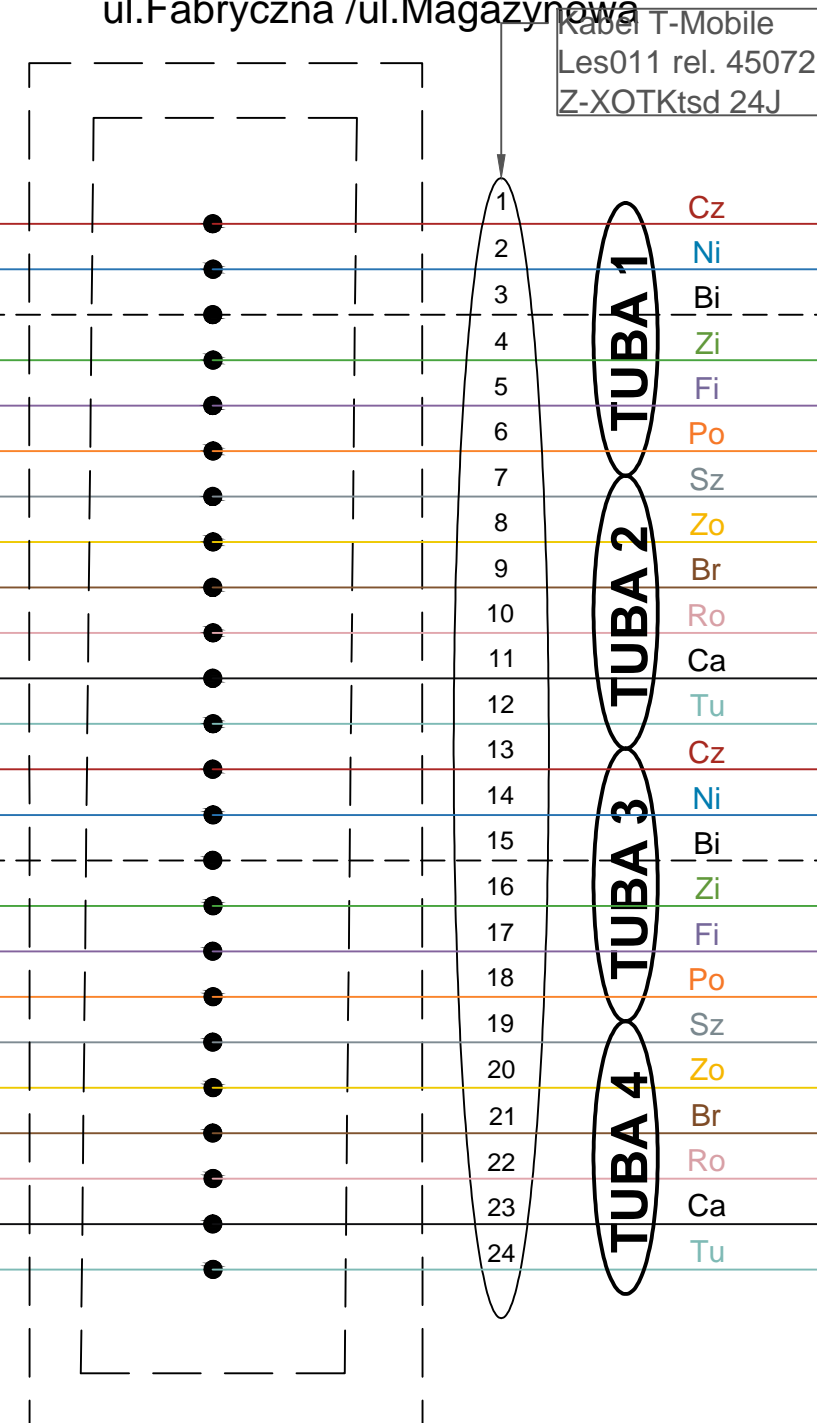 ul.Fabryczna /ul.Magazynowa
Kabel T-Mobile
Les011 rel. 45072
Z-XOTKtsd 24J
1 Cz
2 Ni
3 Bi
4 Zi
5 Fi
6 Po
TUBA 1
7 Sz
8 Zo
9 Br
10 Ro
11 Ca
12 Tu
TUBA 2
13 Cz
14 Ni
15 Bi
16 Zi
17 Fi
18 Po
TUBA 3
19 Sz
20 Zo
21 Br
22 Ro
23 Ca
24 Tu
TUBA 4